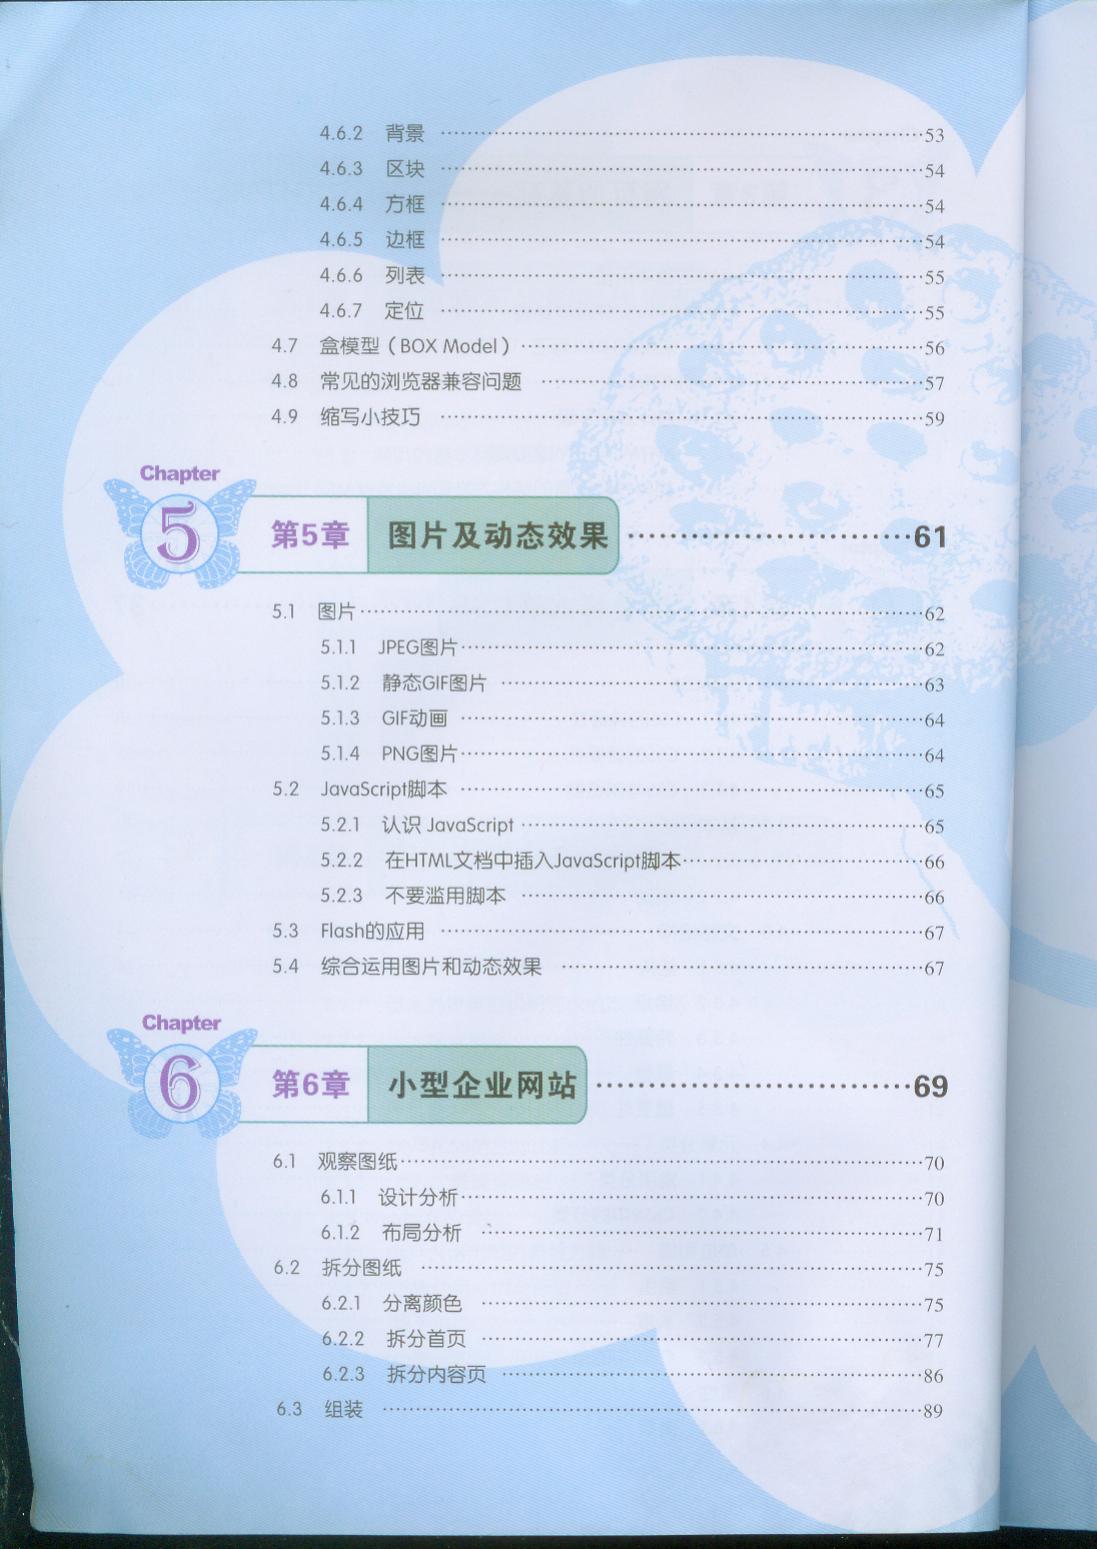 4.6.2 背景 ……53
4.6.3 区块 ……54
4.6.4 方框 ……54
4.6.5 边框 ……54
4.6.6 列表 ……55
4.6.7 定位 ……55
4.7 盒模型（BOX Model）……56
4.8 常见的浏览器兼容问题 ……57
4.9 缩写小技巧 ……59
Chapter
5 第5章 图片及动态效果 ……61
5.1 图片……62
5.1.1 JPEG图片……62
5.1.2 静态GIF图片 ……63
5.1.3 GIF动画 ……64
5.1.4 PNG图片……64
5.2 JavaScript脚本 ……65
5.2.1 认识 JavaScript ……65
5.2.2 在HTML文档中插入JavaScript脚本……66
5.2.3 不要滥用脚本 ……66
5.3 Flash的应用 ……67
5.4 综合运用图片和动态效果 ……67
Chapter
6 第6章 小型企业网站 ……69
6.1 观察图纸……70
6.1.1 设计分析……70
6.1.2 布局分析 ……71
6.2 拆分图纸 ……75
6.2.1 分离颜色 ……75
6.2.2 拆分首页 ……77
6.2.3 拆分内容页 ……86
6.3 组装 ……89